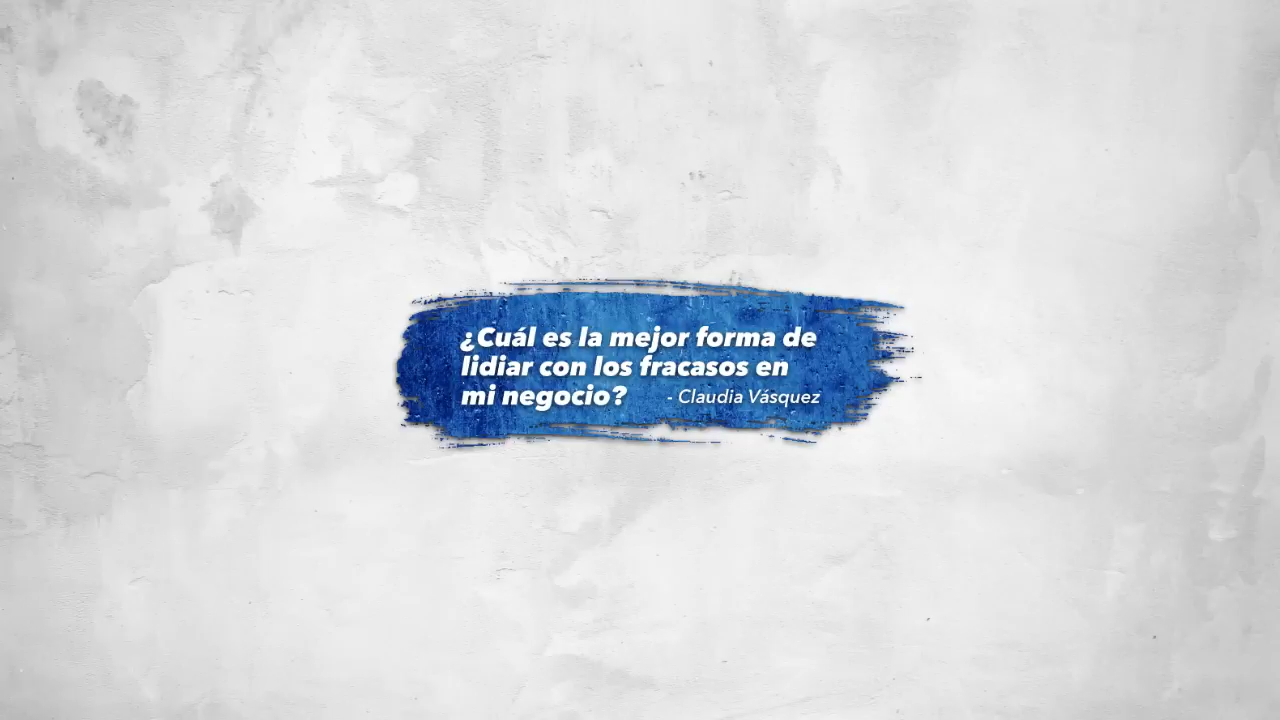 ¿Cuál es la mejor forma de
lidiar con los fracasos en
mi negocio? - Claudia Vásquez